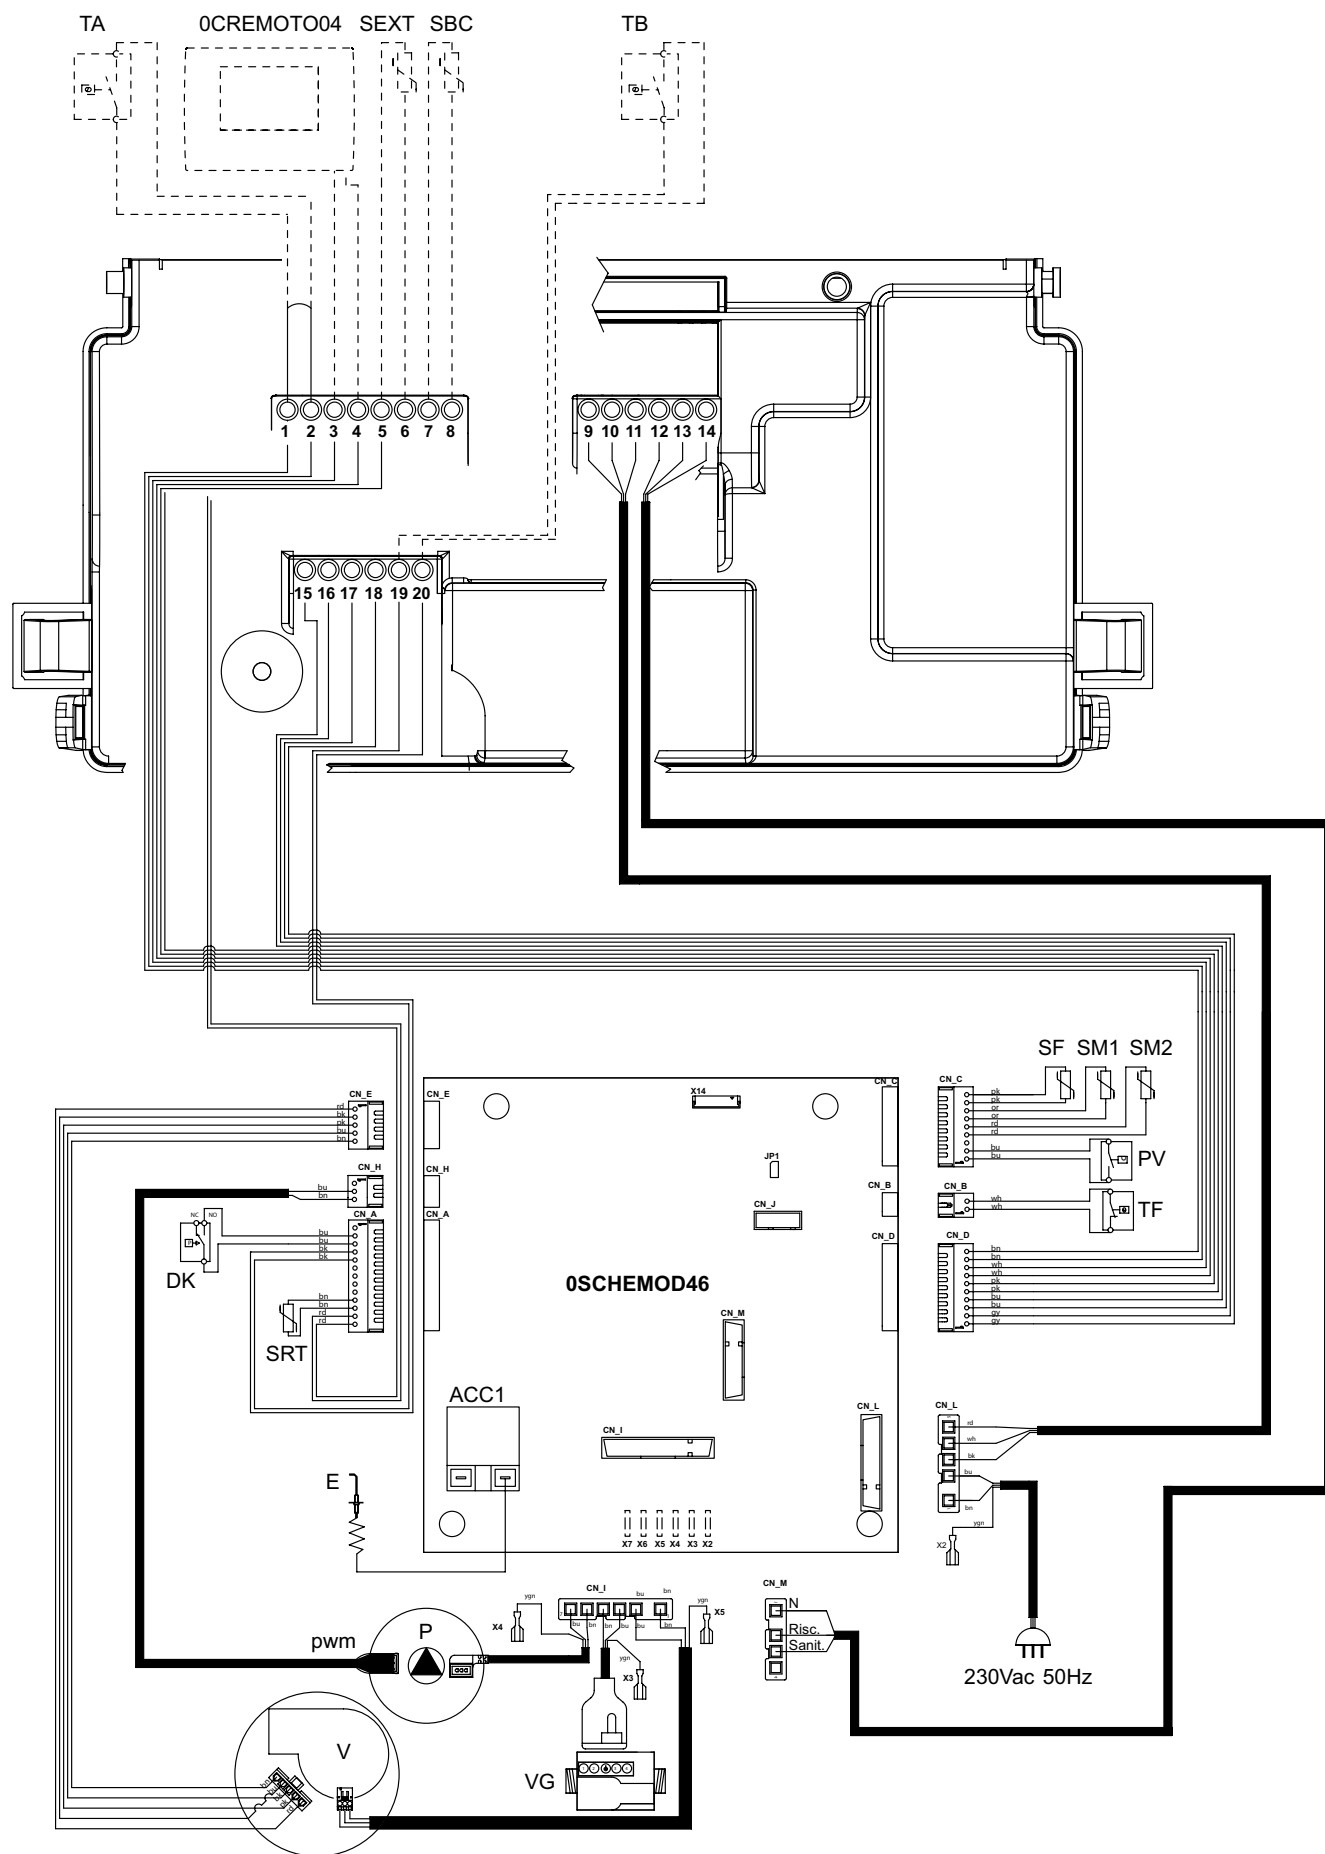 TA 0CREMOTO04 SEXT SBC TB
1 2 3 4 5 6 7 8
9 10 11 12 13 14
15 16 17 18 19 20
SF SM1 SM2
CN_E
rd
bk
pk
bu
bn
CN_H
bu
bn
CN_A
NC NO
DK
bu
bu
bk
bk
bn
bn
rd
rd
SRT
CN_E
CN_H
CN_A
X14
JP1
CN_J
CN_C
CN_B
CN_D
0SCHEMOD46
CN_M
CN_L
CN_I
ACC1
E
X7 X6 X5 X4 X3 X2
CN_C
pk
pk
or
or
rd
rd
bu
bu
PV
CN_B
wh
wh
TF
CN_D
bn
bn
wh
wh
pk
pk
bu
bu
gy
gy
CN_L
rd
wh
bk
bu
bn
ygn
X2
230Vac 50Hz
CN_M
N
Risc.
Sanit.
CN_I
bu bn
ygn
X4
bu bn bn bu bu bn
ygn
X5
ygn
X3
pwm
P
V
bn
bu
bk
pk
rd
VG